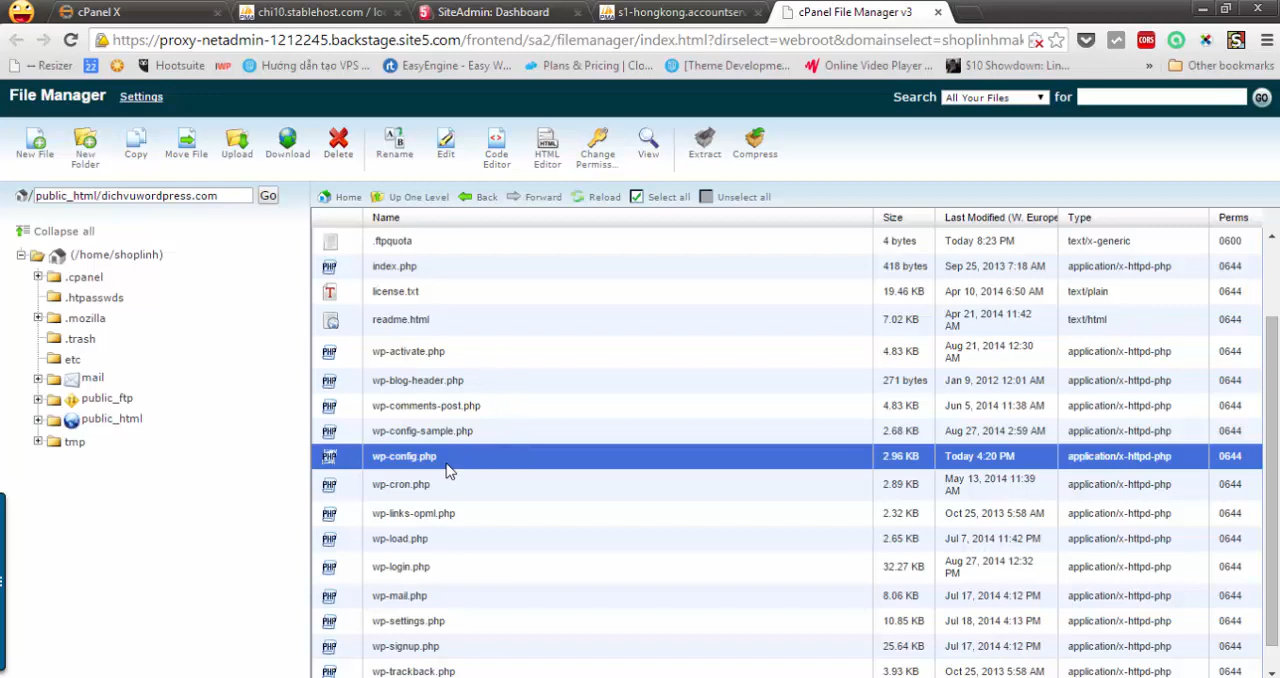 cPanel X
chi10.stablehost.com / loc
SiteAdmin: Dashboard
s1-hongkong.accountserv
cPanel File Manager v3
https://proxy-netadmin-1212245.backstage.site5.com/frontend/sa2/filemanager/index.html?dirselect=webroot&domainselect=shoplinhmak
-- Resizer
22
Hootsuite
IWP
Hướng dẫn tạo VPS ...
EasyEngine - Easy W...
Plans & Pricing | Clo...
[Theme Developme...
Online Video Player ...
$10 Showdown: Lin...
»
Other bookmarks
File Manager
Settings
Search
All Your Files
for
GO
New File
New Folder
Copy
Move File
Upload
Download
Delete
Rename
Edit
Code Editor
HTML Editor
Change Permiss...
View
Extract
Compress
/ public_html/dichvuwordpress.com
Go
Home
Up One Level
Back
Forward
Reload
Select all
Unselect all
Collapse all
(/home/shoplinh)
.cpanel
.htpasswds
.mozilla
.trash
etc
mail
public_ftp
public_html
tmp
Name Size Last Modified (W. Europe Type Perms
.ftpquota 4 bytes Today 8:23 PM text/x-generic 0600
index.php 418 bytes Sep 25, 2013 7:18 AM application/x-httpd-php 0644
license.txt 19.46 KB Apr 10, 2014 6:50 AM text/plain 0644
readme.html 7.02 KB Apr 21, 2014 11:42 AM text/html 0644
wp-activate.php 4.83 KB Aug 21, 2014 12:30 AM application/x-httpd-php 0644
wp-blog-header.php 271 bytes Jan 9, 2012 12:01 AM application/x-httpd-php 0644
wp-comments-post.php 4.83 KB Jun 5, 2014 11:38 AM application/x-httpd-php 0644
wp-config-sample.php 2.68 KB Aug 27, 2014 2:59 AM application/x-httpd-php 0644
wp-config.php 2.96 KB Today 4:20 PM application/x-httpd-php 0644
wp-cron.php 2.89 KB May 13, 2014 11:39 AM application/x-httpd-php 0644
wp-links-opml.php 2.32 KB Oct 25, 2013 5:58 AM application/x-httpd-php 0644
wp-load.php 2.65 KB Jul 7, 2014 11:42 PM application/x-httpd-php 0644
wp-login.php 32.27 KB Aug 27, 2014 12:32 PM application/x-httpd-php 0644
wp-mail.php 8.06 KB Jul 17, 2014 4:12 PM application/x-httpd-php 0644
wp-settings.php 10.85 KB Jul 18, 2014 4:13 PM application/x-httpd-php 0644
wp-signup.php 25.64 KB Jul 17, 2014 4:12 PM application/x-httpd-php 0644
wp-trackback.php 3.93 KB Oct 25, 2013 5:58 AM application/x-httpd-php 0644